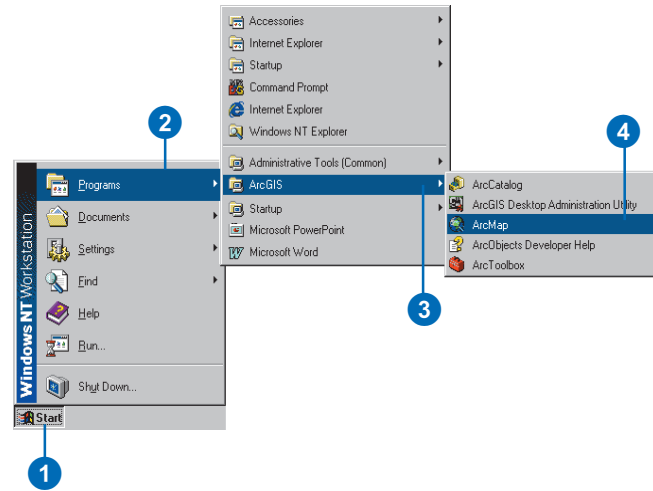 Accessories
Internet Explorer
Startup
Command Prompt
Internet Explorer
Windows NT Explorer
Administrative Tools (Common)
ArcGIS
Startup
Microsoft PowerPoint
Microsoft Word
2
4
Programs
Documents
Settings
Find
Help
Run...
Shut Down...
Windows NT Workstation
Start
ArcCatalog
ArcGIS Desktop Administration Utility
ArcMap
ArcObjects Developer Help
ArcToolbox
3
1